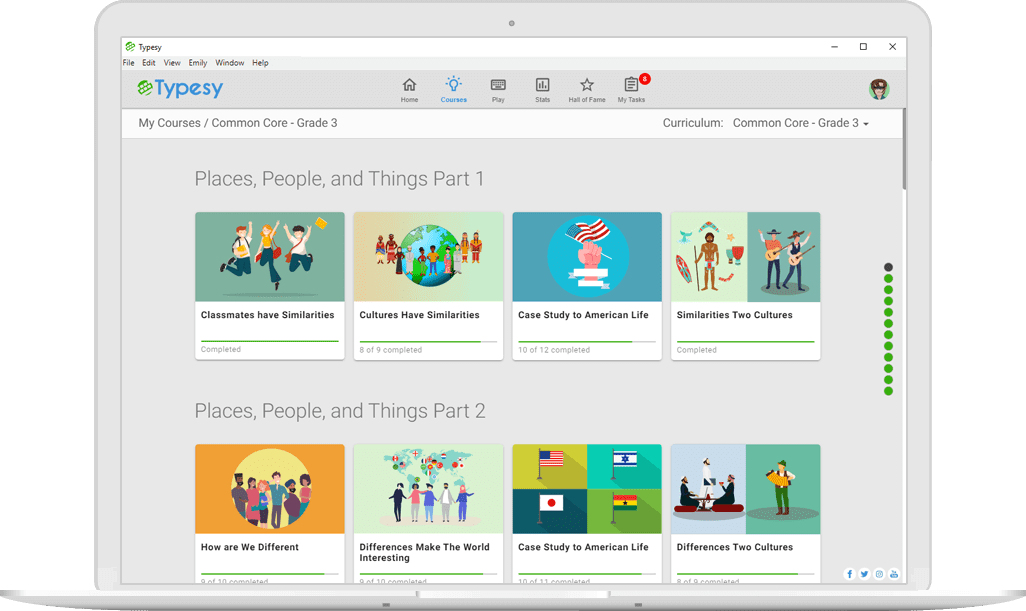 Typesy
File Edit View Emily Window Help
Typesy
Home Courses Play Stats Hall of Fame My Tasks 8
My Courses / Common Core - Grade 3 Curriculum: Common Core - Grade 3
Places, People, and Things Part 1
Classmates have Similarities Cultures Have Similarities Case Study to American Life Similarities Two Cultures
Completed 8 of 9 completed 10 of 12 completed Completed
Places, People, and Things Part 2
How are We Different Differences Make The World Case Study to American Life Differences Two Cultures
Interesting
9 of 10 completed 9 of 10 completed 10 of 11 completed 8 of 9 completed